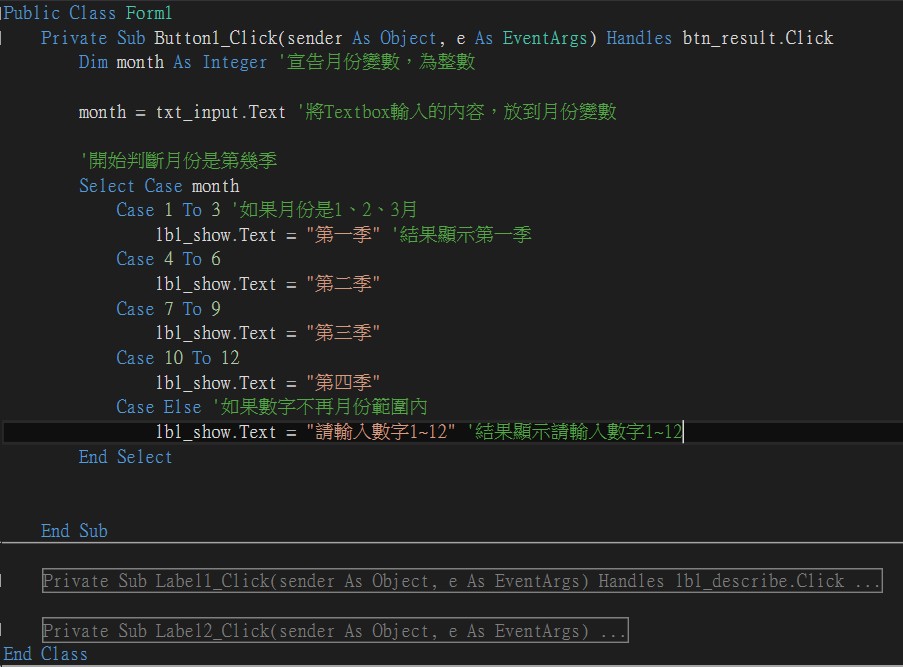 Public Class Form1
Private Sub Button1_Click(sender As Object, e As EventArgs) Handles btn_result.Click
Dim month As Integer '宣告月份變數，為整數
month = txt_input.Text '將Textbox輸入的內容，放到月份變數
'開始判斷月份是第幾季
Select Case month
Case 1 To 3 '如果月份是1、2、3月
lbl_show.Text = "第一季" '結果顯示第一季
Case 4 To 6
lbl_show.Text = "第二季"
Case 7 To 9
lbl_show.Text = "第三季"
Case 10 To 12
lbl_show.Text = "第四季"
Case Else '如果數字不再月份範圍內
lbl_show.Text = "請輸入數字1~12" '結果顯示請輸入數字1~12
End Select
End Sub
Private Sub Label1_Click(sender As Object, e As EventArgs) Handles lbl_describe.Click ...
Private Sub Label2_Click(sender As Object, e As EventArgs) ...
End Class